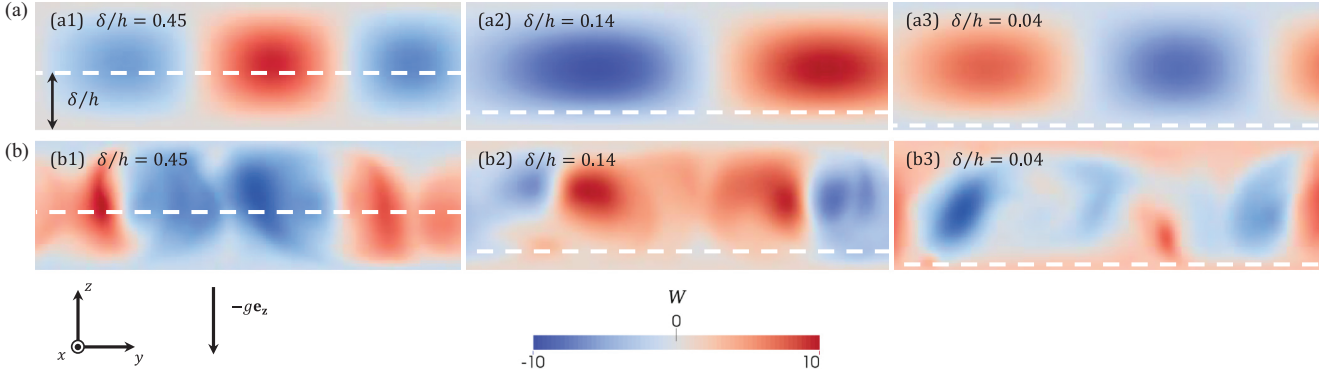 (a) (a1) δ/h = 0.45 (a2) δ/h = 0.14 (a3) δ/h = 0.04
δ/h
(b) (b1) δ/h = 0.45 (b2) δ/h = 0.14 (b3) δ/h = 0.04
z
-ge_z
x
y
W
0
-10 10